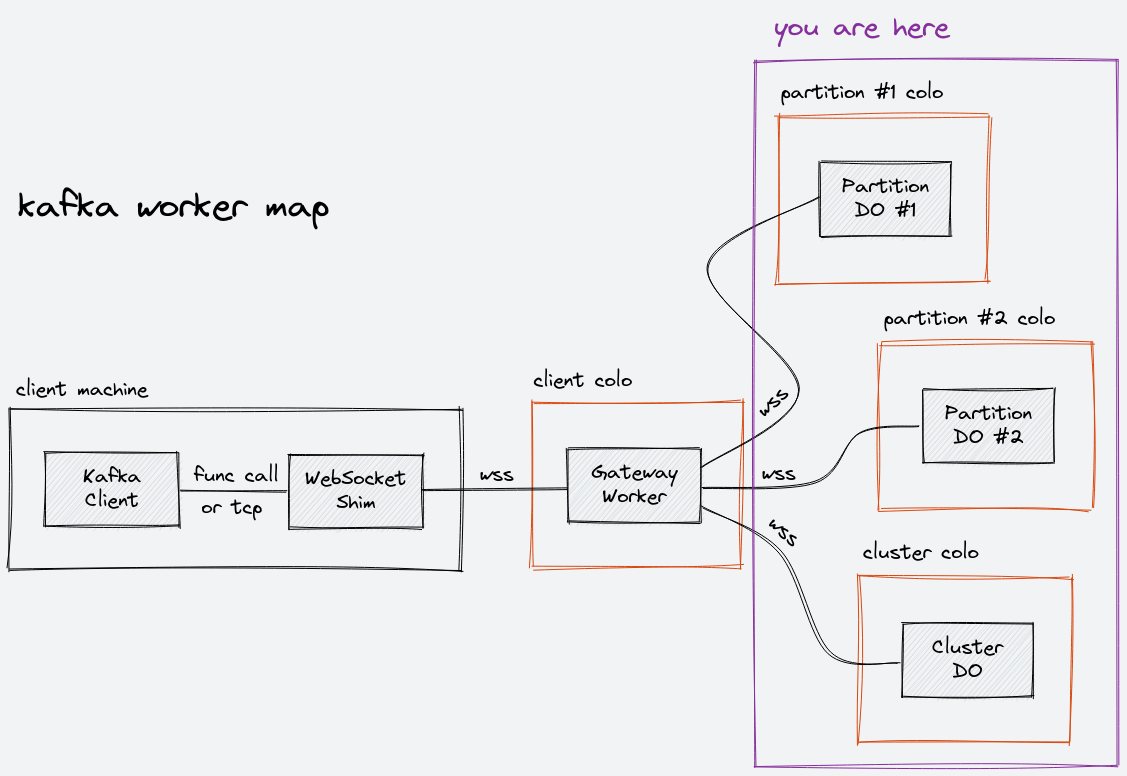 you are here
partition #1 colo
Partition
DO #1
kafka worker map
partition #2 colo
Partition
DO #2
client machine
Kafka
Client
func call
or tcp
WebSocket
Shim
wss
client colo
Gateway
Worker
wss
wss
wss
cluster colo
Cluster
DO